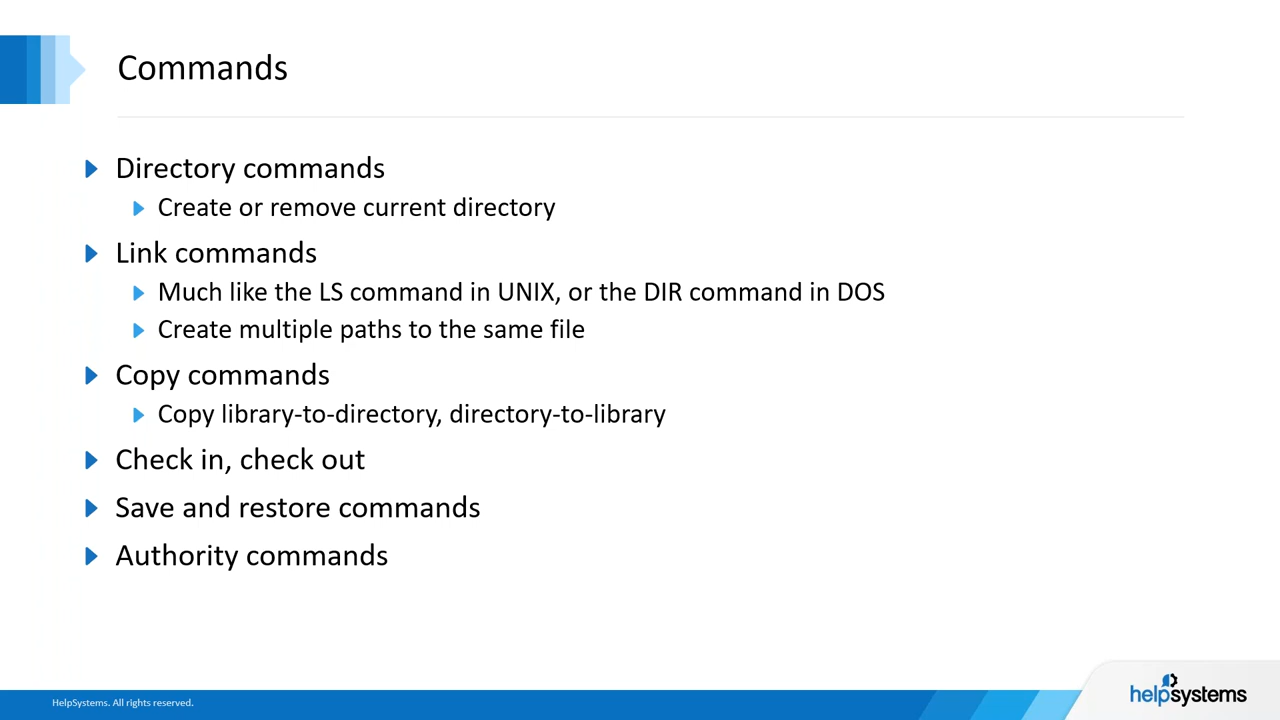 Commands
Directory commands
Create or remove current directory
Link commands
Much like the LS command in UNIX, or the DIR command in DOS
Create multiple paths to the same file
Copy commands
Copy library-to-directory, directory-to-library
Check in, check out
Save and restore commands
Authority commands
HelpSystems. All rights reserved.
helpsystems